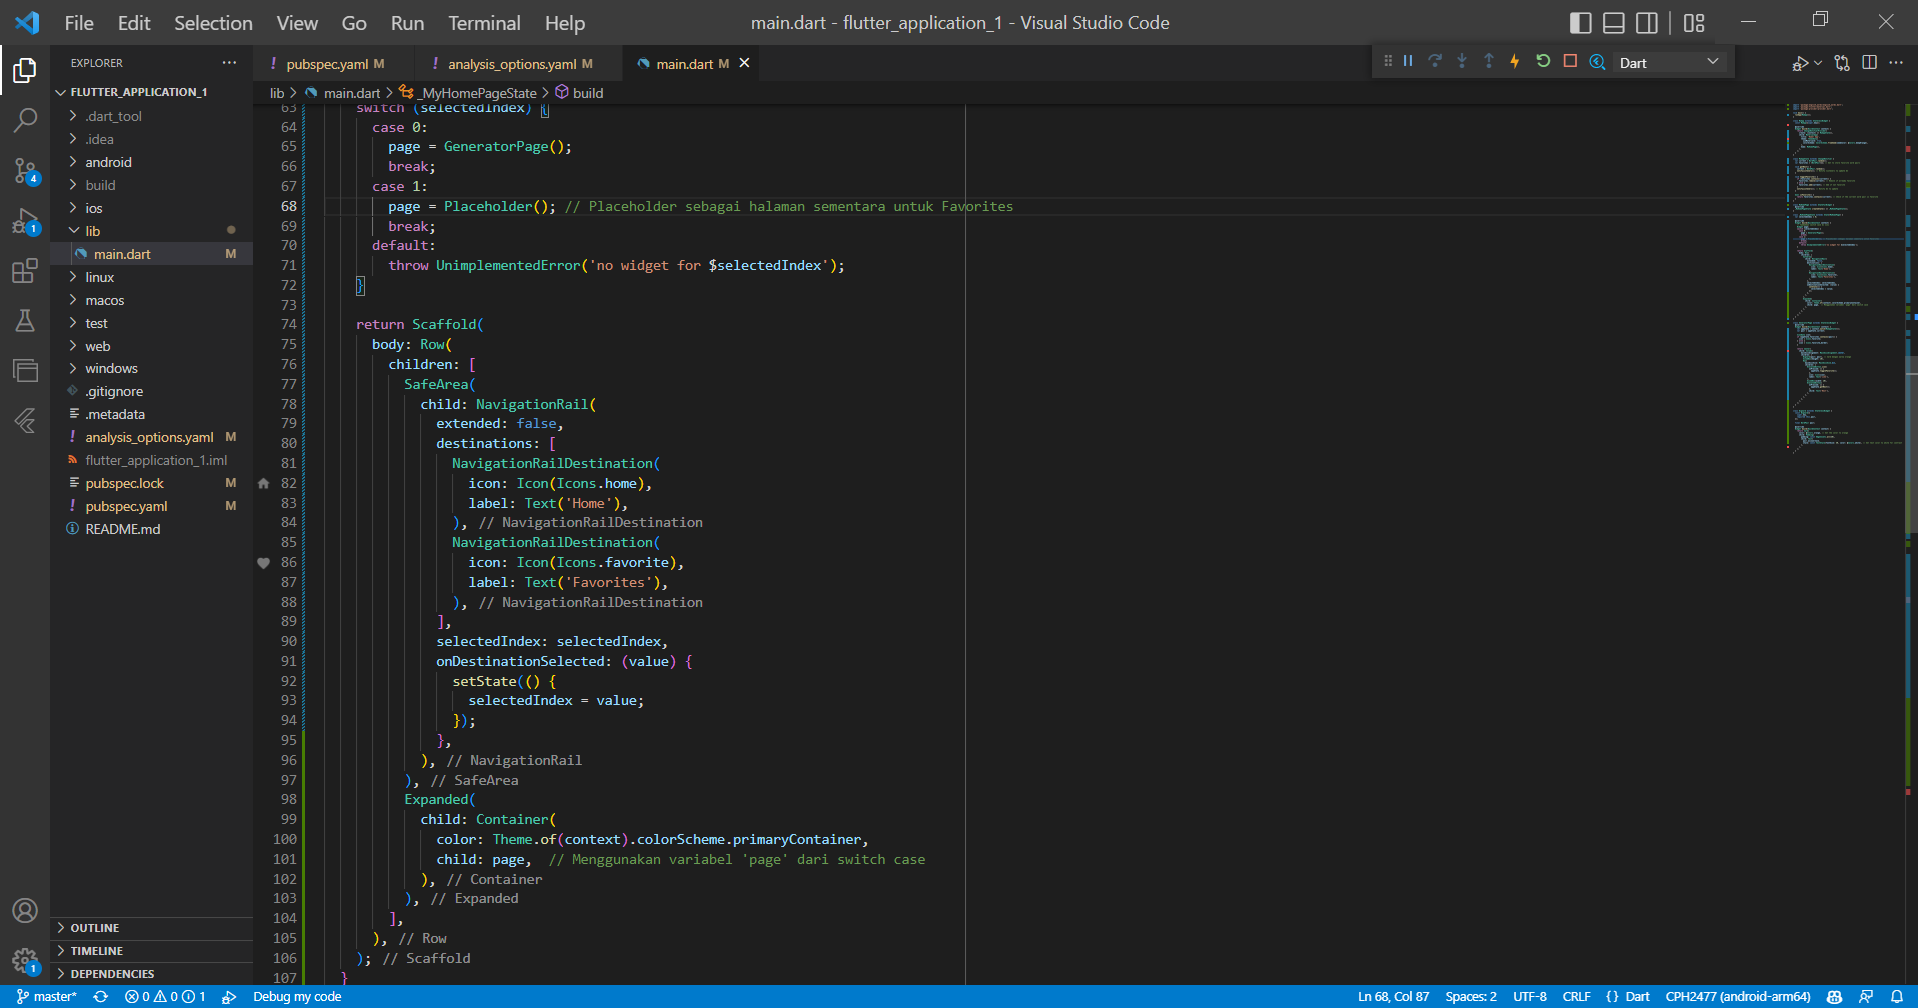 File Edit Selection View Go Run Terminal Help
main.dart - flutter_application_1 - Visual Studio Code
EXPLORER
FLUTTER_APPLICATION_1
.dart_tool
.idea
android
build
ios
lib
main.dart M
linux
macos
test
web
windows
.gitignore
.metadata
analysis_options.yaml M
flutter_application_1.iml
pubspec.lock M
pubspec.yaml M
README.md
OUTLINE
TIMELINE
DEPENDENCIES
4
1
1
pubspec.yaml M
analysis_options.yaml M
main.dart M
Dart
lib > main.dart > _MyHomePageState > build
63 switch (selectedIndex) {
64 case 0:
65 page = GeneratorPage();
66 break;
67 case 1:
68 page = Placeholder(); // Placeholder sebagai halaman sementara untuk Favorites
69 break;
70 default:
71 throw UnimplementedError('no widget for $selectedIndex');
72 }
73
74 return Scaffold(
75 body: Row(
76 children: [
77 SafeArea(
78 child: NavigationRail(
79 extended: false,
80 destinations: [
81 NavigationRailDestination(
82 icon: Icon(Icons.home),
83 label: Text('Home'),
84 ), // NavigationRailDestination
85 NavigationRailDestination(
86 icon: Icon(Icons.favorite),
87 label: Text('Favorites'),
88 ), // NavigationRailDestination
89 ],
90 selectedIndex: selectedIndex,
91 onDestinationSelected: (value) {
92 setState(() {
93 selectedIndex = value;
94 });
95 },
96 ), // NavigationRail
97 ), // SafeArea
98 Expanded(
99 child: Container(
100 color: Theme.of(context).colorScheme.primaryContainer,
101 child: page, // Menggunakan variabel 'page' dari switch case
102 ), // Container
103 ), // Expanded
104 ],
105 ), // Row
106 ); // Scaffold
107 }
master* 0 0 1 Debug my code
Ln 68, Col 87 Spaces: 2 UTF-8 CRLF {} Dart CPH2477 (android-arm64)